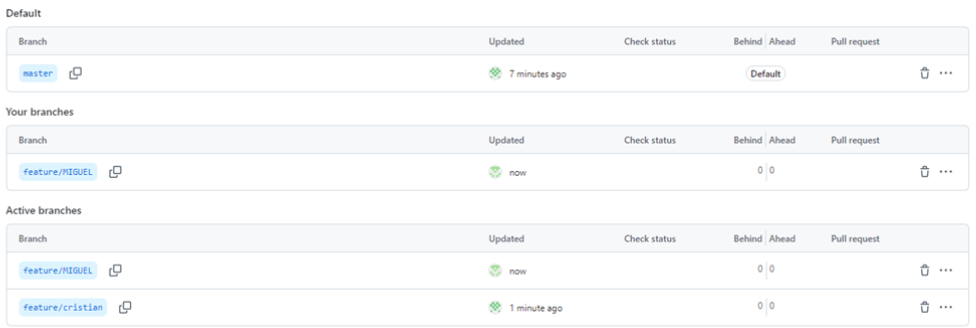 Default
Branch Updated Check status Behind Ahead Pull request
master 7 minutes ago Default
Your branches
Branch Updated Check status Behind Ahead Pull request
feature/MIGUEL now 0 0
Active branches
Branch Updated Check status Behind Ahead Pull request
feature/MIGUEL now 0 0
feature/cristian 1 minute ago 0 0